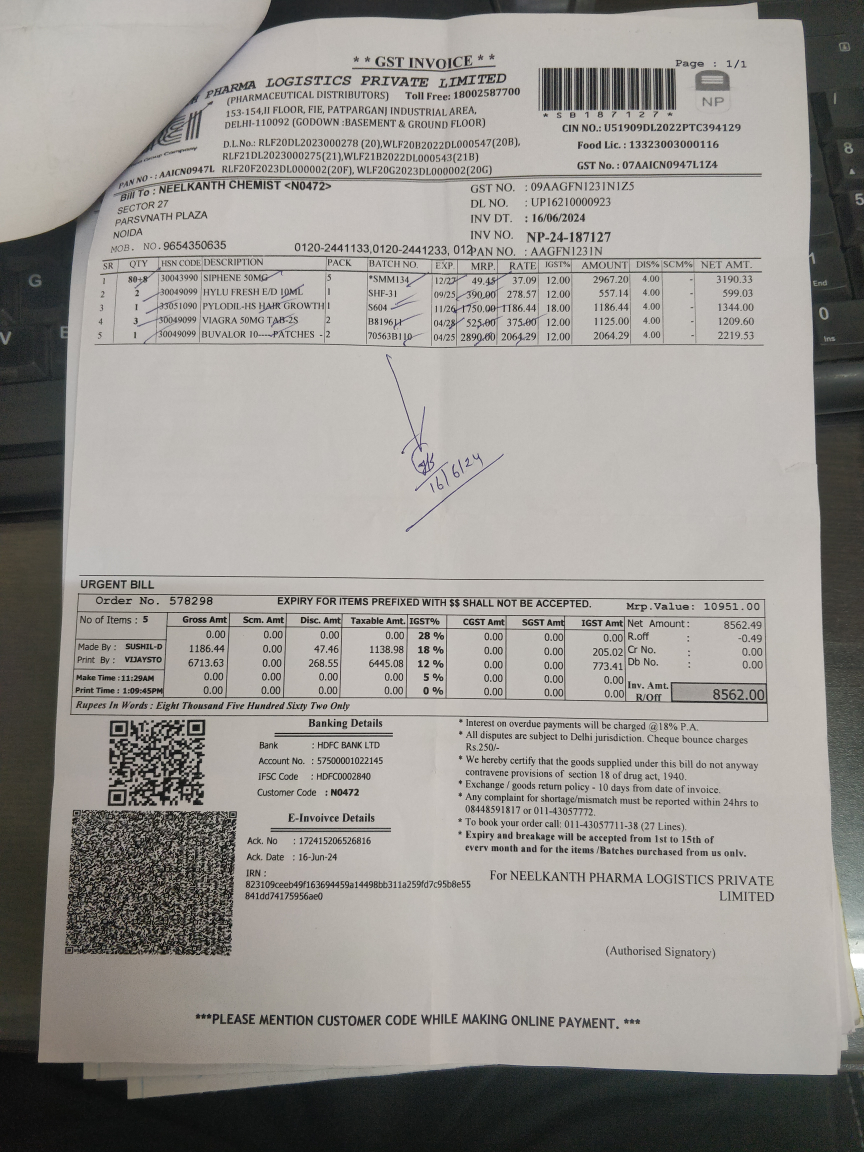 * * GST INVOICE * *
Page : 1/1
PHARMA LOGISTICS PRIVATE LIMITED
(PHARMACEUTICAL DISTRIBUTORS) Toll Free: 18002587700
153-154,II FLOOR, FIE, PATPARGANJ INDUSTRIAL AREA,
DELHI-110092 (GODOWN :BASEMENT & GROUND FLOOR)
NP
* S B 1 8 7 1 2 7 *
CIN NO.: U51909DL2022PTC394129
Food Lic. : 13323003000116
GST No. : 07AAICN0947L1Z4
D.L.No.: RLF20DL2023000278 (20),WLF20B2022DL000547(20B),
RLF21DL2023000275(21),WLF21B2022DL000543(21B)
RLF20F2023DL000002(20F), WLF20G2023DL000002(20G)
Group Company
PAN NO - : AAICN0947L
Bill To : NEELKANTH CHEMIST <N0472>
SECTOR 27
PARSVNATH PLAZA
NOIDA
MOB. NO. 9654350635 0120-2441133,0120-2441233, 012
GST NO. : 09AAGFN1231N1Z5
DL NO. : UP16210000923
INV DT. : 16/06/2024
INV NO. NP-24-187127
PAN NO. : AAGFN1231N
SR QTY HSN CODE DESCRIPTION PACK BATCH NO. EXP MRP. RATE IGST% AMOUNT DIS% SCM% NET AMT.
1 80+8 30043990 SIPHENE 50MG 5 *SMM134 12/27 49.45 37.09 12.00 2967.20 4.00 - 3190.33
2 2 30049099 HYLU FRESH E/D 10ML 1 SHF-31 09/25 390.00 278.57 12.00 557.14 4.00 - 599.03
3 1 33051090 PYLODIL-HS HAIR GROWTH 1 S604 11/26 1750.00 1186.44 18.00 1186.44 4.00 - 1344.00
4 3 30049099 VIAGRA 50MG TAB-2S 2 B819611 04/28 525.00 375.00 12.00 1125.00 4.00 - 1209.60
5 1 30049099 BUVALOR 10----PATCHES - 2 70563B110 04/25 2890.00 2064.29 12.00 2064.29 4.00 - 2219.53
16/6/24
URGENT BILL
Order No. 578298 EXPIRY FOR ITEMS PREFIXED WITH $$ SHALL NOT BE ACCEPTED. Mrp.Value: 10951.00
No of Items : 5 Gross Amt Scm. Amt Disc. Amt Taxable Amt. IGST% CGST Amt SGST Amt IGST Amt
0.00 0.00 0.00 0.00 28 % 0.00 0.00 0.00
Made By : SUSHIL-D 1186.44 0.00 47.46 1138.98 18 % 0.00 0.00 205.02
Print By : VIJAYSTO 6713.63 0.00 268.55 6445.08 12 % 0.00 0.00 773.41
Make Time : 11:29AM 0.00 0.00 0.00 0.00 5 % 0.00 0.00 0.00
Print Time : 1:09:45PM 0.00 0.00 0.00 0.00 0 % 0.00 0.00 0.00
Net Amount : 8562.49
R.off : -0.49
Cr No. : 0.00
Db No. : 0.00
Inv. Amt. R/Off 8562.00
Rupees In Words : Eight Thousand Five Hundred Sixty Two Only
Banking Details
Bank : HDFC BANK LTD
Account No. : 57500001022145
IFSC Code : HDFC0002840
Customer Code : N0472
E-Invoivce Details
Ack. No : 172415206526816
Ack. Date : 16-Jun-24
IRN :
823109ceeb49f163694459a14498bb311a259fd7c95b8e55
841dd74175956ae0
* Interest on overdue payments will be charged @18% P.A.
* All disputes are subject to Delhi jurisdiction. Cheque bounce charges
Rs.250/-
* We hereby certify that the goods supplied under this bill do not anyway
contravene provisions of section 18 of drug act, 1940.
* Exchange / goods return policy - 10 days from date of invoice.
* Any complaint for shortage/mismatch must be reported within 24hrs to
08448591817 or 011-43057772.
* To book your order call: 011-43057711-38 (27 Lines).
* Expiry and breakage will be accepted from 1st to 15th of
every month and for the items /Batches purchased from us only.
For NEELKANTH PHARMA LOGISTICS PRIVATE
LIMITED
(Authorised Signatory)
***PLEASE MENTION CUSTOMER CODE WHILE MAKING ONLINE PAYMENT. ***